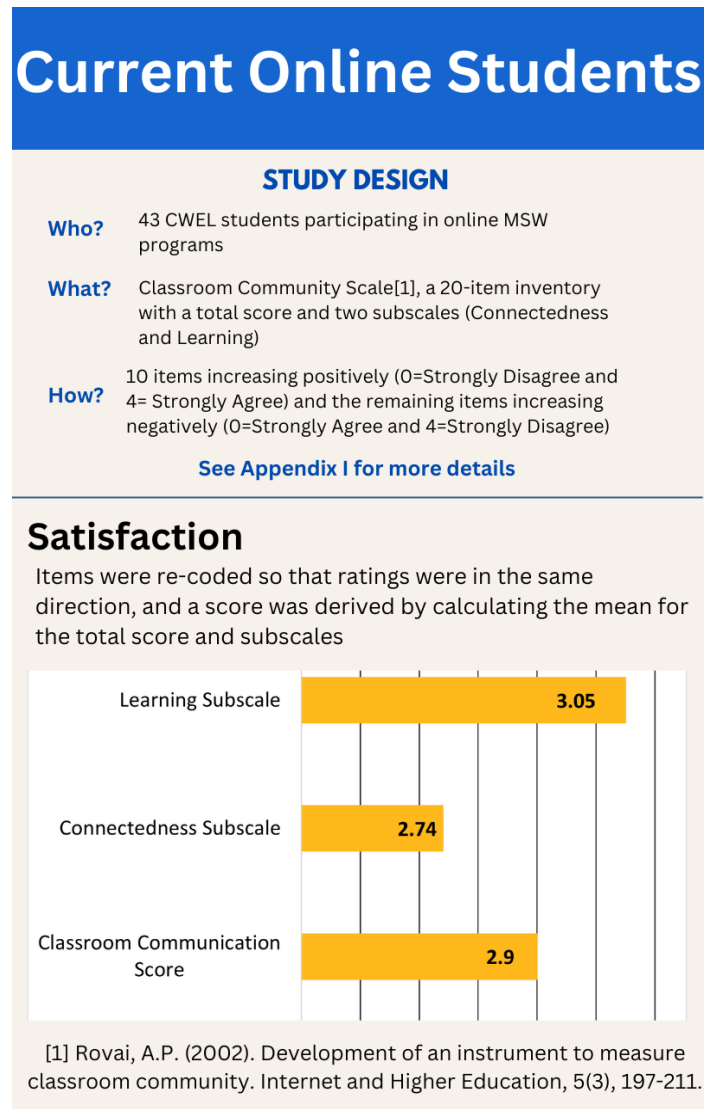 Current Online Students
STUDY DESIGN
Who?
43 CWEL students participating in online MSW
programs
What?
Classroom Community Scale[1], a 20-item inventory
with a total score and two subscales (Connectedness
and Learning)
How?
10 items increasing positively (0=Strongly Disagree and
4= Strongly Agree) and the remaining items increasing
negatively (0=Strongly Agree and 4=Strongly Disagree)
See Appendix I for more details
Satisfaction
Items were re-coded so that ratings were in the same
direction, and a score was derived by calculating the mean for
the total score and subscales
Learning Subscale
3.05
Connectedness Subscale
2.74
Classroom Communication
Score
2.9
[1] Rovai, A.P. (2002). Development of an instrument to measure
classroom community. Internet and Higher Education, 5(3), 197-211.